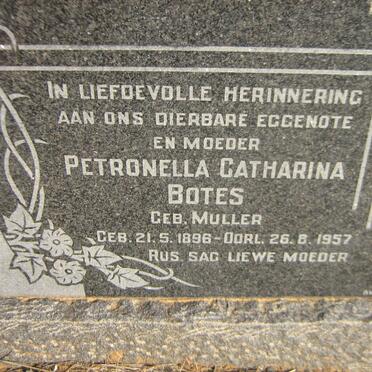 IN LIEFDEVOLLE HERINNERING
AAN ONS DIERBARE EGGENOTE
EN MOEDER
PETRONELLA CATHARINA
BOTES
GEB. MULLER
GEB. 21.5.1896-OORL. 26.8.1957
RUS SAG LIEWE MOEDER